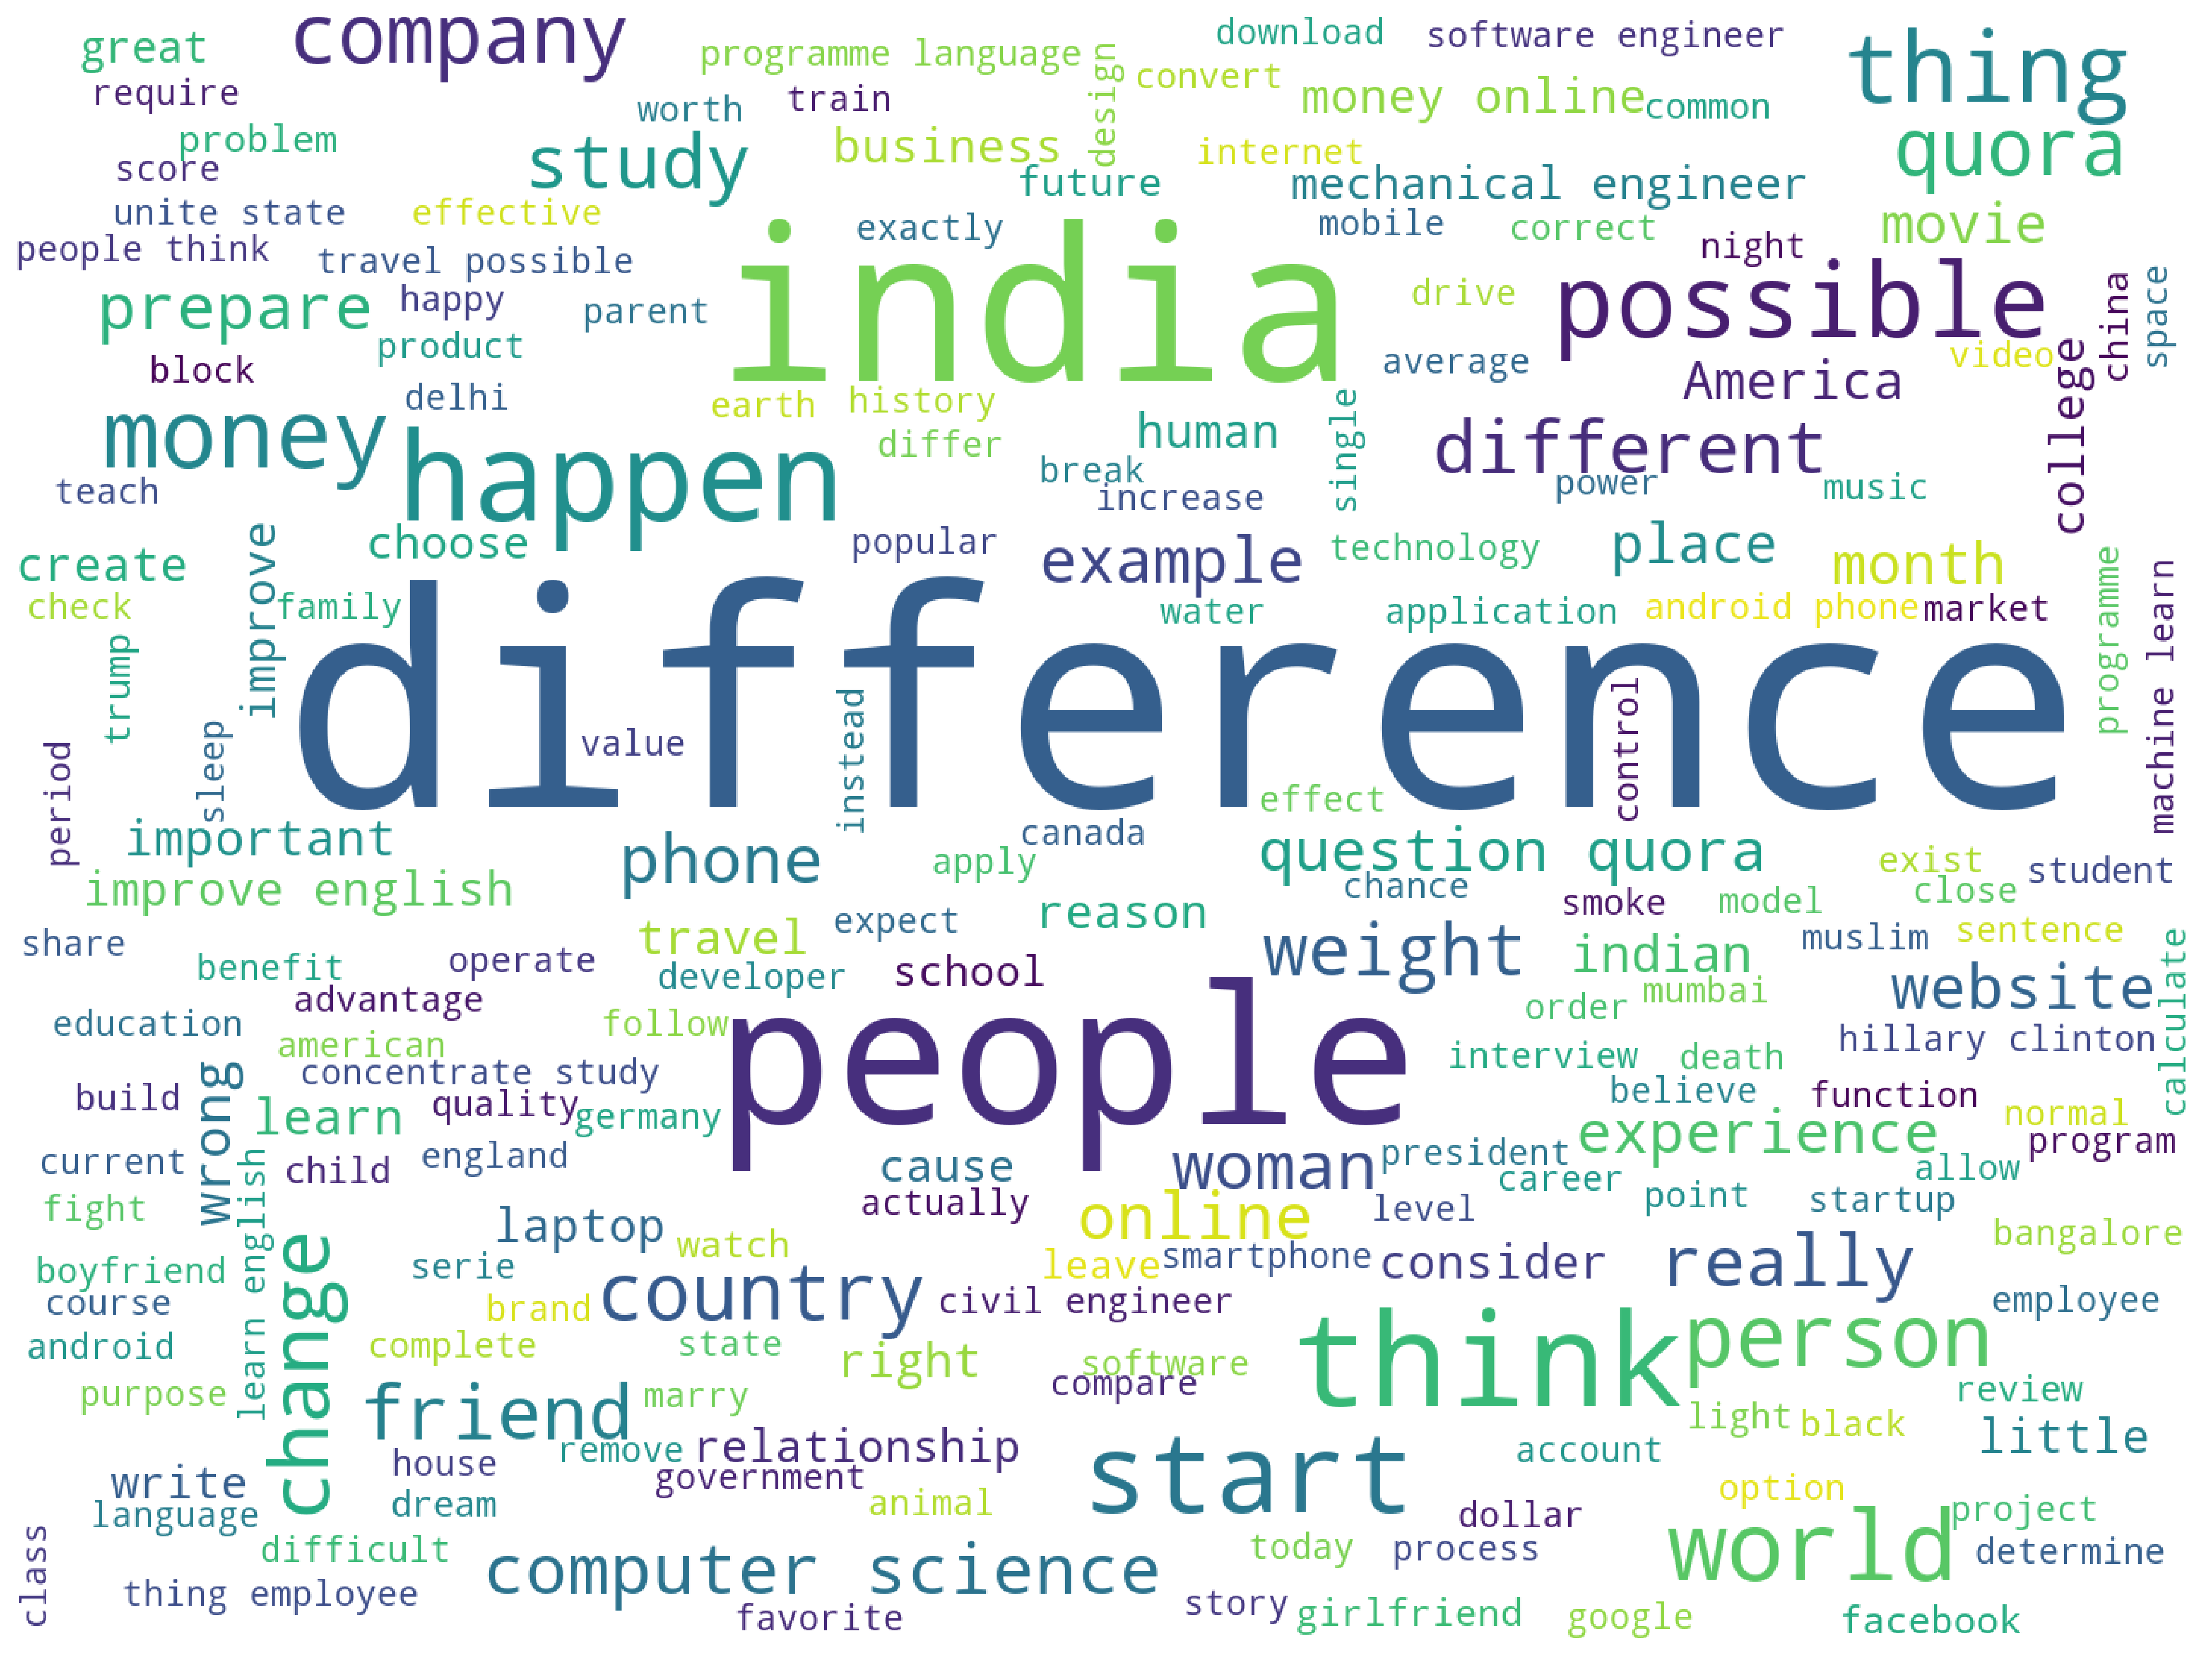 company
great
programme language
download
software engineer
thing
require
train
design
convert
money online
common
worth
problem
study
business
internet
quora
score
future
mechanical engineer
unite state
effective
exactly
mobile
correct
movie
people think
travel possible
india
night
prepare
happy
parent
drive
possible
china
space
product
block
average
video
America
college
delhi
earth
history
single
money
happen
differ
human
different
teach
break
increase
power
music
choose
popular
example
technology
place
month
create
improve
check
family
water
application
android phone
market
programme
machine learn
difference
trump
value
instead
control
sleep
period
effect
important
phone
canada
question quora
improve english
apply
chance
exist
student
close
share
travel
expect
reason
smoke
model
weight
indian
muslim
sentence
benefit
operate
developer
school
website
calculate
advantage
order
mumbai
education
follow
people
american
interview
death
hillary clinton
concentrate study
believe
build
wrong
learn
quality
germany
function
normal
experience
program
current
child
england
cause
woman
president
career
allow
fight
learn english
actually
online
level
point
startup
laptop
watch
bangalore
boyfriend
change
serie
leave
smartphone
consider
really
course
brand
country
civil engineer
employee
android
complete
state
right
software
think
person
purpose
friend
marry
compare
review
light
black
little
house
remove
relationship
start
account
write
government
language
dream
animal
option
project
dollar
class
difficult
computer science
today
process
world
determine
thing employee
favorite
story
girlfriend
google
facebook